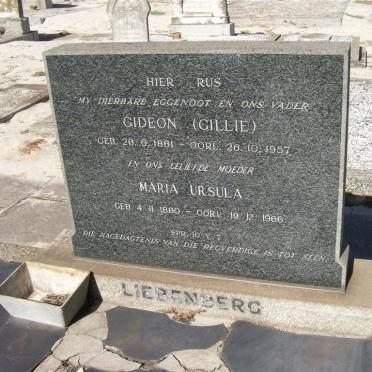 HIER RUS
MY DIERBARE EGGENOOT EN ONS VADER
GIDEON (GILLIE)
GEB. 28.6.1881 - OORL. 26.10.1957
EN ONS GELIEFDE MOEDER
MARIA URSULA
GEB. 4.11.1880 - OORL. 19.12.1966
SPR. 10 V. 7
"DIE NAGEDAGTENIS VAN DIE REGVERDIGE IS TOT SEËN."
LIEBENBERG